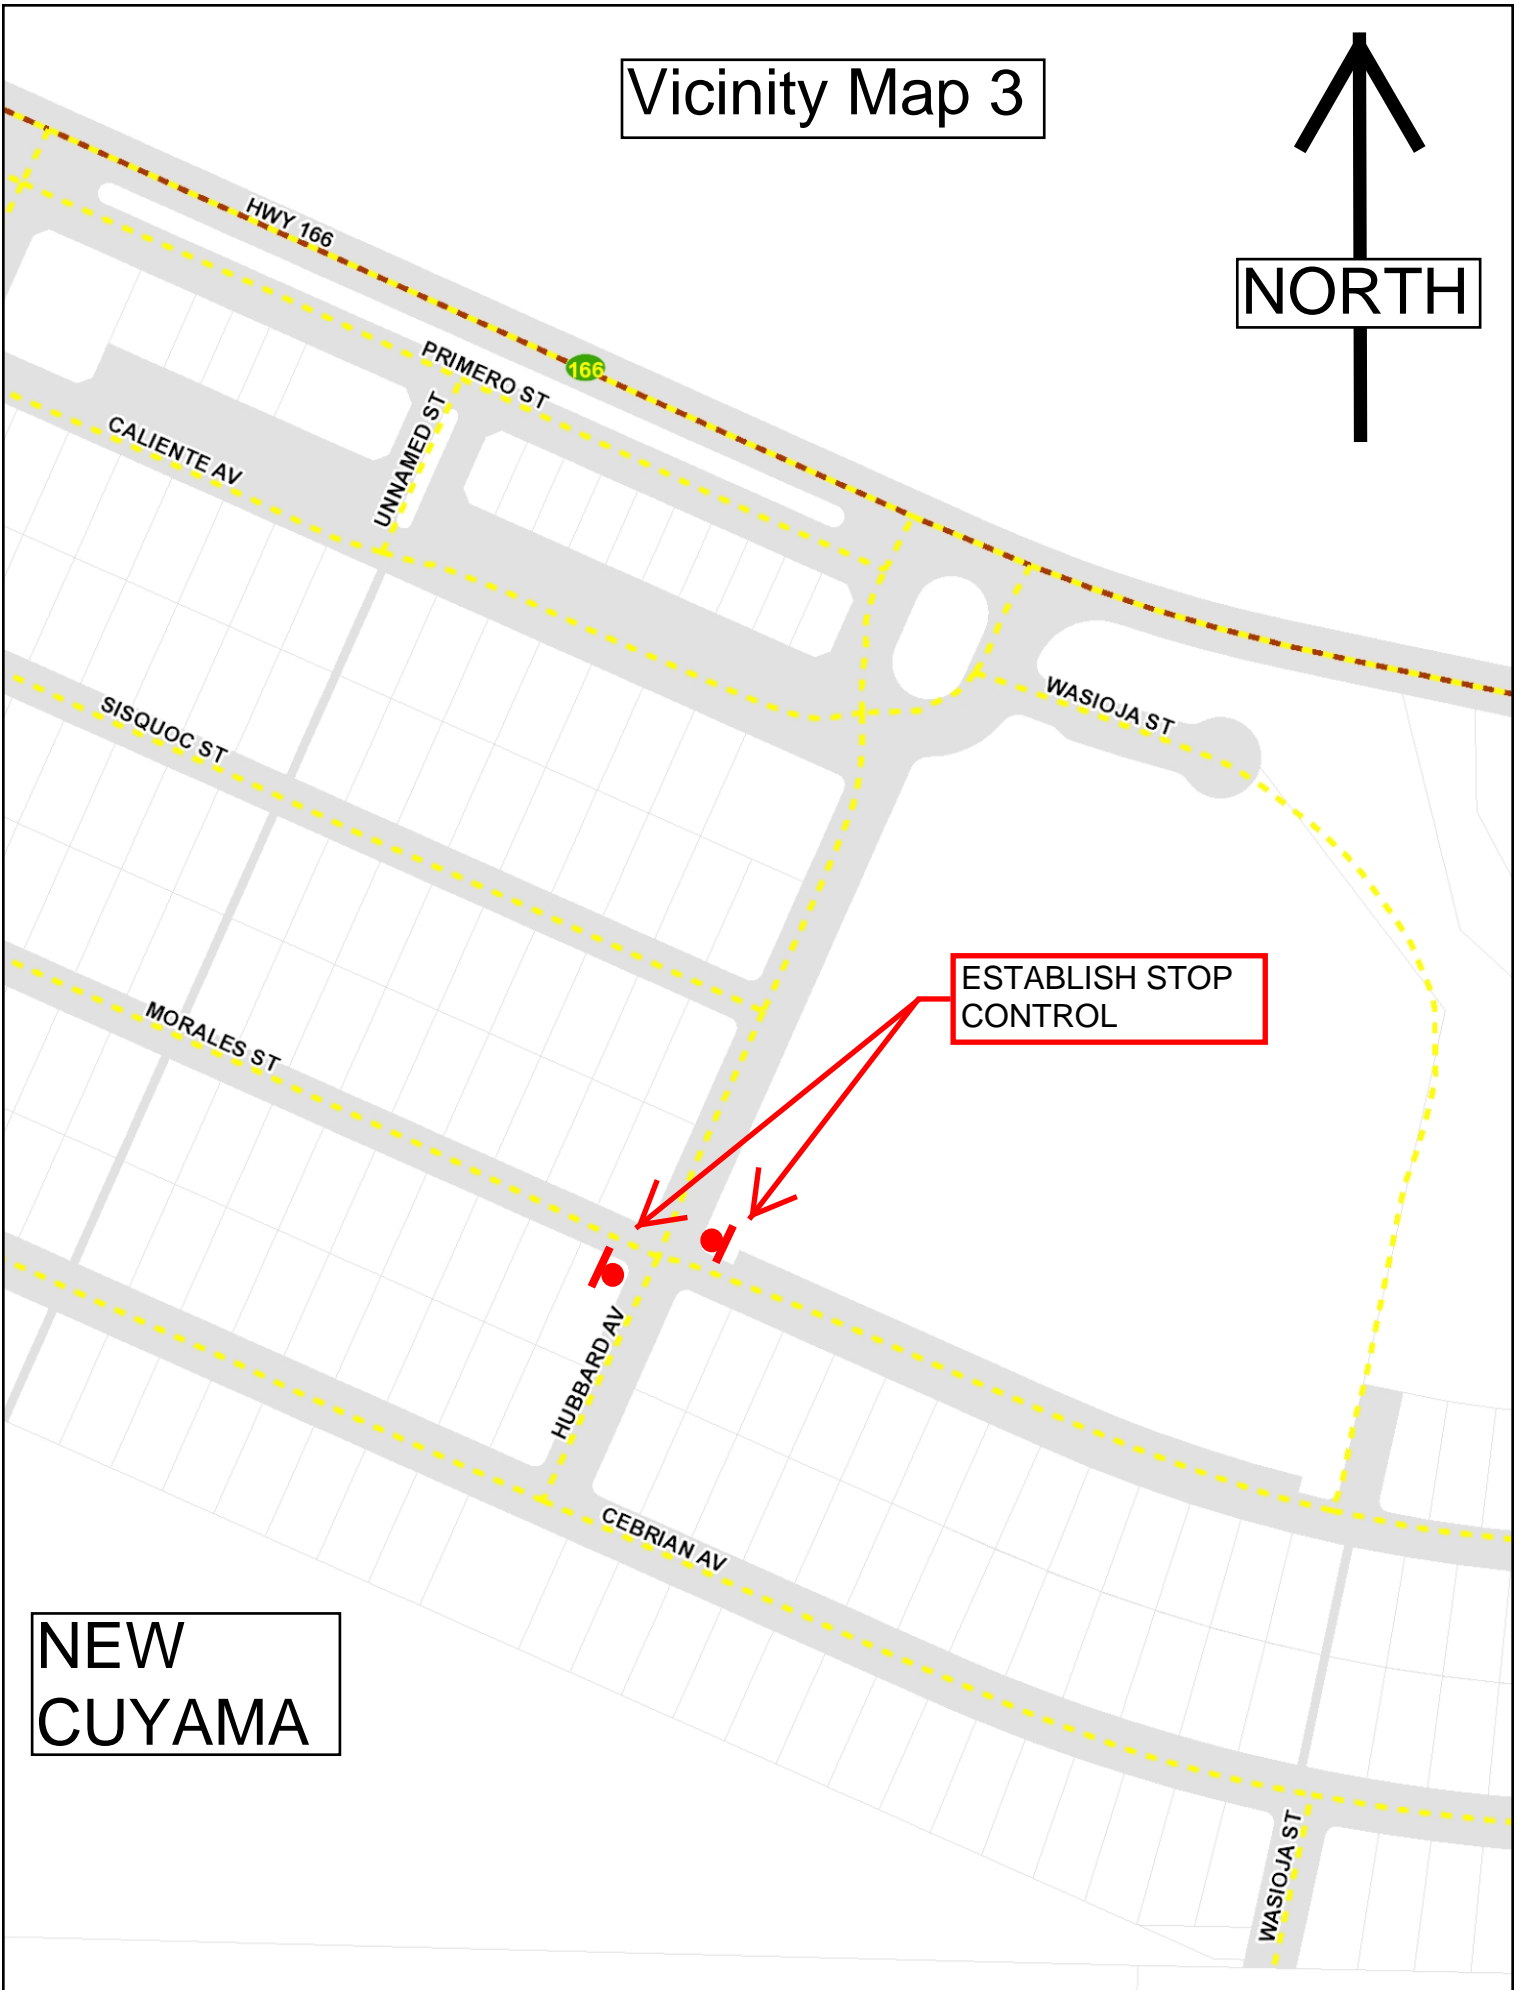 Vicinity Map 3
NORTH
HWY 166
166
PRIMERO ST
UNNAMED ST
CALIENTE AV
WASIOJA ST
SISQUOC ST
ESTABLISH STOP
CONTROL
MORALES ST
HUBBARD AV
CEBRIAN AV
NEW
CUYAMA
WASIOJA ST